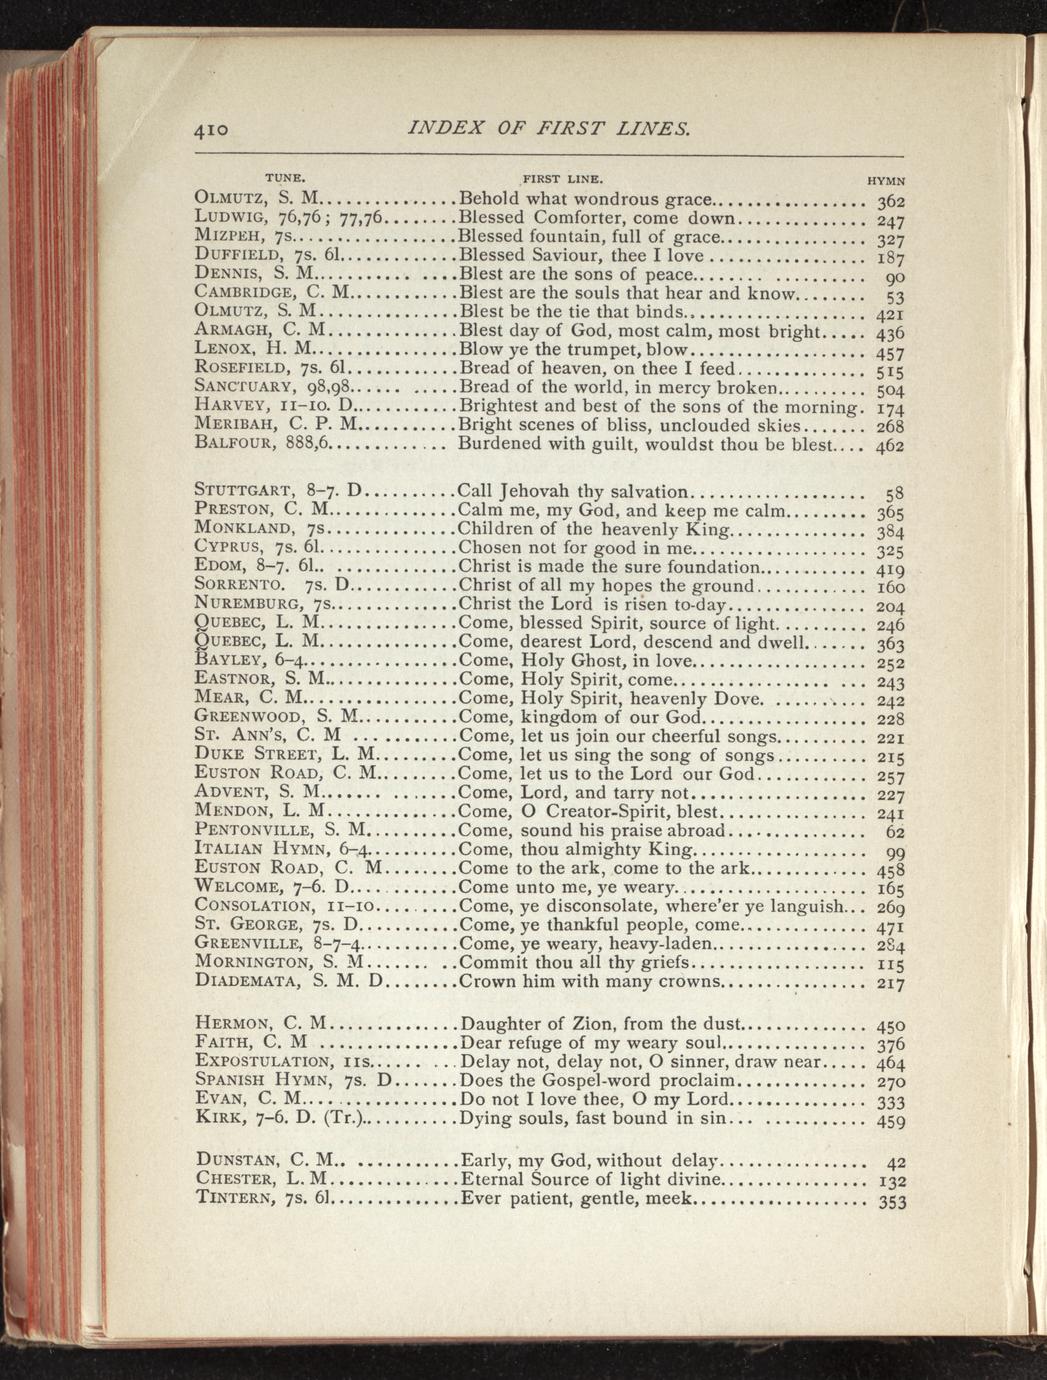 410 INDEX OF FIRST LINES.
TUNE. FIRST LINE. HYMN
OLMUTZ, S. M...............Behold what wondrous grace................. 362
LUDWIG, 76,76; 77,76........Blessed Comforter, come down.............. 247
MIZPEH, 7s..................Blessed fountain, full of grace................ 327
DUFFIELD, 7s. 6l.............Blessed Saviour, thee I love ................. 187
DENNIS, S. M........... ....Blest are the sons of peace........ ............. 90
CAMBRIDGE, C. M............Blest are the souls that hear and know........ 53
OLMUTZ, S. M...............Blest be the tie that binds.................... 421
ARMAGH, C. M..............Blest day of God, most calm, most bright..... 436
LENOX, H. M................Blow ye the trumpet, blow................... 457
ROSEFIELD, 7s. 6l............Bread of heaven, on thee I feed.............. 515
SANCTUARY, 98,98...... .....Bread of the world, in mercy broken.......... 504
HARVEY, 11-10. D............Brightest and best of the sons of the morning. 174
MERIBAH, C. P. M...........Bright scenes of bliss, unclouded skies....... 268
BALFOUR, 888,6............. Burdened with guilt, wouldst thou be blest.... 462
STUTTGART, 8-7. D..........Call Jehovah thy salvation.................... 58
PRESTON, C. M..............Calm me, my God, and keep me calm......... 365
MONKLAND, 7s..............Children of the heavenly King............... 384
CYPRUS, 7s. 6l...............Chosen not for good in me................... 325
EDOM, 8-7. 6l.. .............Christ is made the sure foundation............ 419
SORRENTO. 7s. D............Christ of all my hopes the ground............ 160
NUREMBURG, 7s.............Christ the Lord is risen to-day............... 204
QUEBEC, L. M...............Come, blessed Spirit, source of light.......... 246
QUEBEC, L. M...............Come, dearest Lord, descend and dwell....... 363
BAYLEY, 6-4.................Come, Holy Ghost, in love................... 252
EASTNOR, S. M..............Come, Holy Spirit, come................. ... 243
MEAR, C. M.................Come, Holy Spirit, heavenly Dove. .......... 242
GREENWOOD, S. M...........Come, kingdom of our God.................. 228
ST. ANN'S, C. M ...........Come, let us join our cheerful songs.......... 221
DUKE STREET, L. M.........Come, let us sing the song of songs.......... 215
EUSTON ROAD, C. M.........Come, let us to the Lord our God............ 257
ADVENT, S. M....... .......Come, Lord, and tarry not................... 227
MENDON, L. M..............Come, O Creator-Spirit, blest................ 241
PENTONVILLE, S. M..........Come, sound his praise abroad.............. 62
ITALIAN HYMN, 6-4..........Come, thou almighty King................... 99
EUSTON ROAD, C. M........Come to the ark, come to the ark............. 458
WELCOME, 7-6. D............Come unto me, ye weary..................... 165
CONSOLATION, 11-10.........Come, ye disconsolate, where'er ye languish... 269
ST. GEORGE, 7s. D...........Come, ye thankful people, come.............. 471
GREENVILLE, 8-7-4...........Come, ye weary, heavy-laden................. 284
MORNINGTON, S. M....... ..Commit thou all thy griefs................... 115
DIADEMATA, S. M. D........Crown him with many crowns................ 217
HERMON, C. M..............Daughter of Zion, from the dust.............. 450
FAITH, C. M ...............Dear refuge of my weary soul................ 376
EXPOSTULATION, 11s...... ...Delay not, delay not, O sinner, draw near..... 464
SPANISH HYMN, 7s. D.......Does the Gospel-word proclaim.............. 270
EVAN, C. M.................Do not I love thee, O my Lord............... 333
KIRK, 7-6. D. (Tr.)...........Dying souls, fast bound in sin... ............ 459
DUNSTAN, C. M.. ...........Early, my God, without delay................ 42
CHESTER, L. M..............Eternal Source of light divine................ 132
TINTERN, 7s. 6l..............Ever patient, gentle, meek................... 353